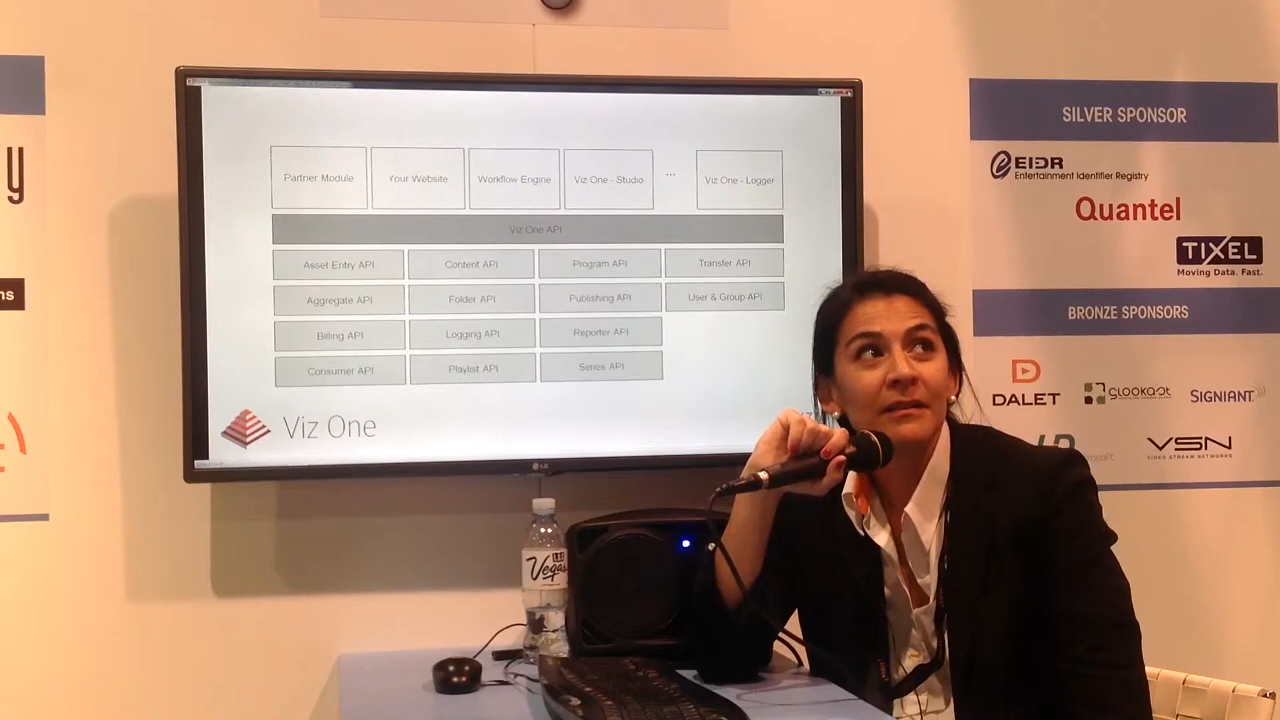 y
ns
Partner Module
Your Website
Workflow Engine
Viz One - Studio
...
Viz One - Logger
Viz One API
Asset Entry API
Content API
Program API
Transfer API
Aggregate API
Folder API
Publishing API
User & Group API
Billing API
Logging API
Reporter API
Consumer API
Playlist API
Series API
Viz One
LG
Vegas
SILVER SPONSOR
EIDR
Entertainment Identifier Registry
Quantel
TIXEL
Moving Data. Fast.
BRONZE SPONSORS
DALET
GLOOKAST
SIGNIANT
VSN
VIDEO STREAM NETWORKS